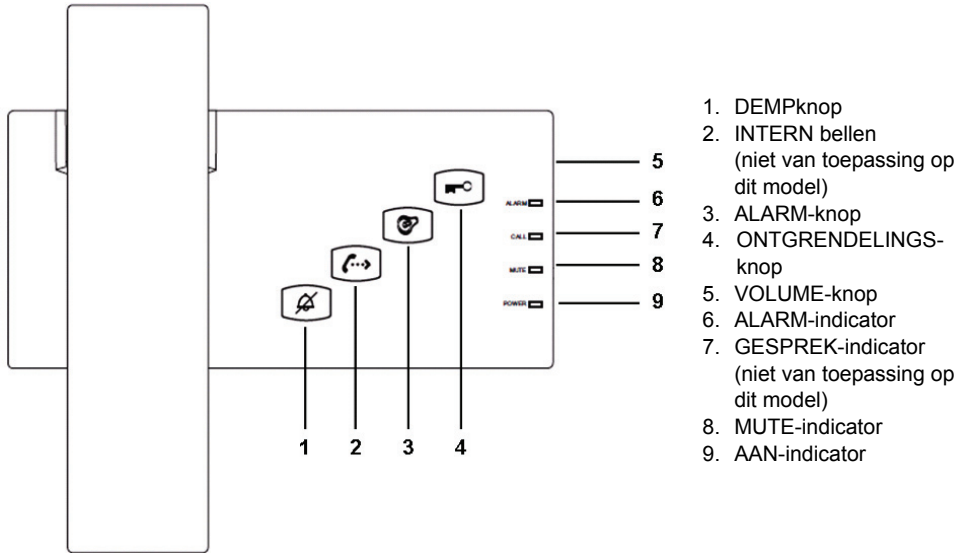 ALARM
CALL
MUTE
POWER
5
6
7
8
9
1 2 3 4
1. DEMPknop
2. INTERN bellen
(niet van toepassing op
dit model)
3. ALARM-knop
4. ONTGRENDELINGS-
knop
5. VOLUME-knop
6. ALARM-indicator
7. GESPREK-indicator
(niet van toepassing op
dit model)
8. MUTE-indicator
9. AAN-indicator